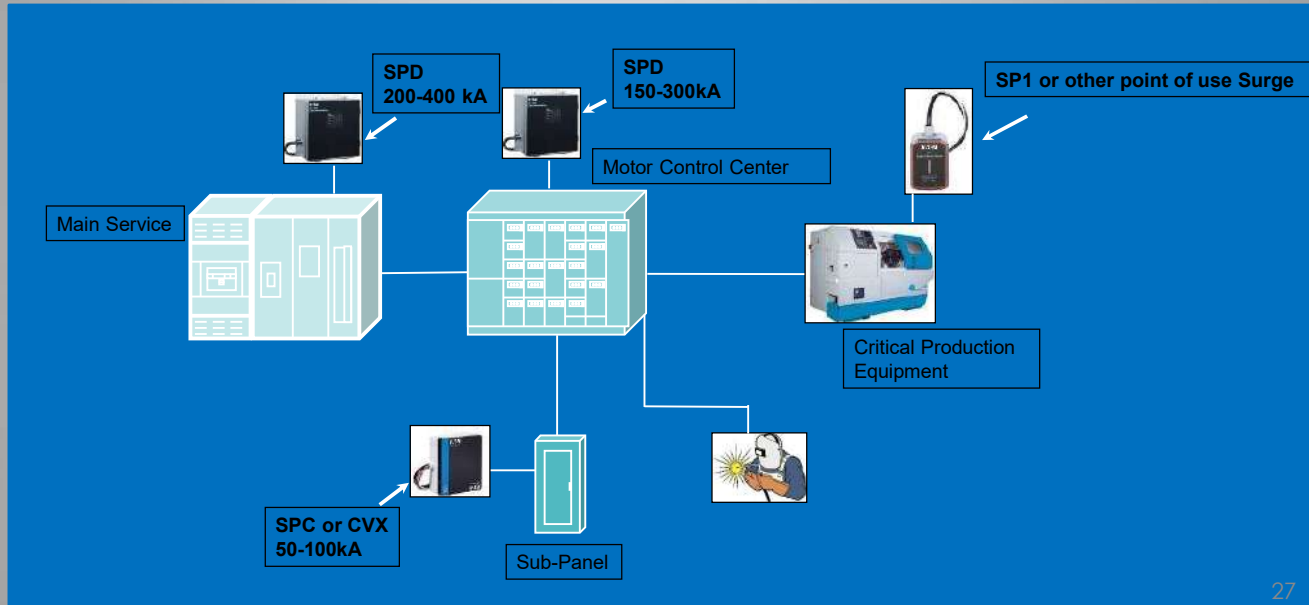 SPD
200-400 kA
SPD
150-300kA
SP1 or other point of use Surge
Motor Control Center
Main Service
Critical Production
Equipment
SPC or CVX
50-100kA
Sub-Panel
27